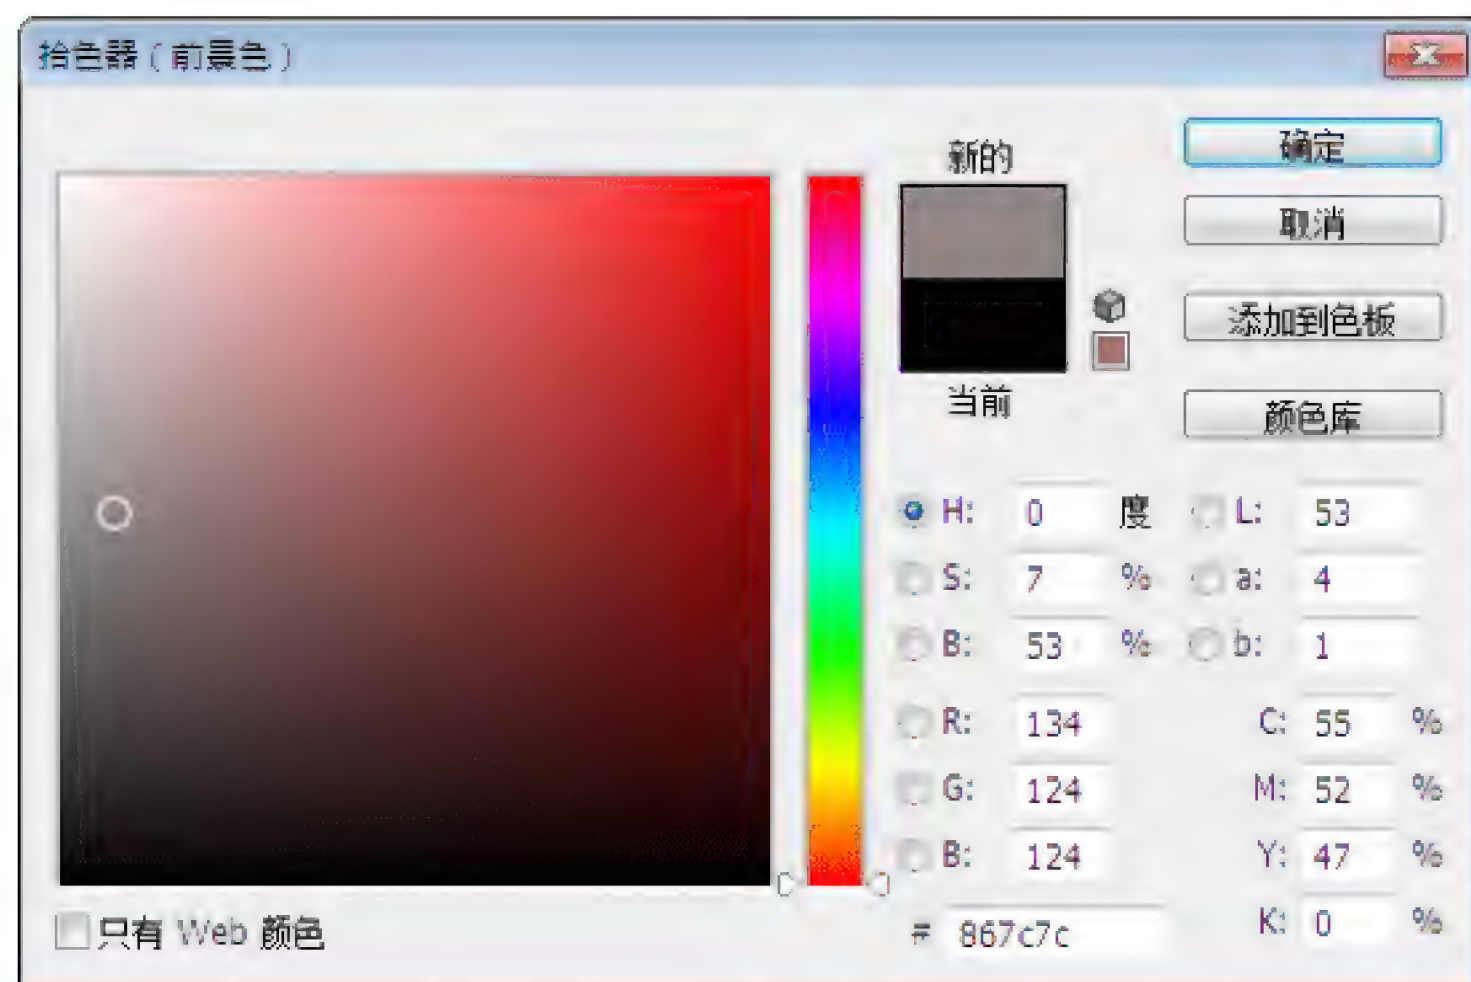 拾色器（前景色）
新的
当前
确定
取消
添加到色板
颜色库
H: 0 度
S: 7 %
B: 53 %
R: 134
G: 124
B: 124
# 867c7c
L: 53
a: 4
b: 1
C: 55 %
M: 52 %
Y: 47 %
K: 0 %
只有 Web 颜色